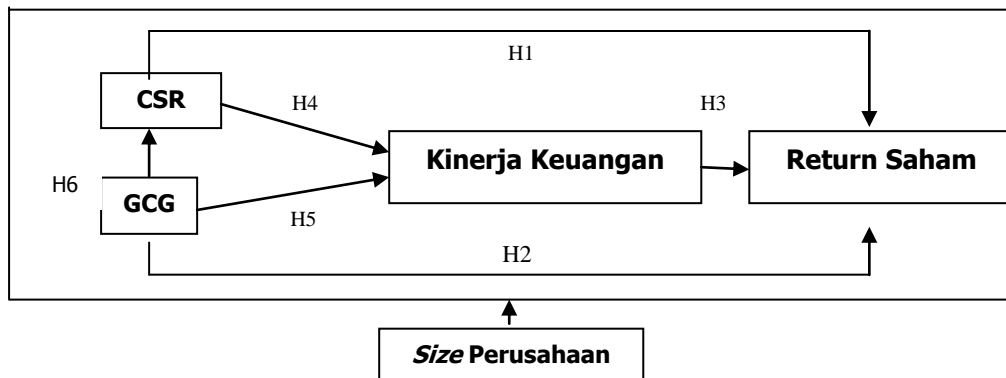 H1
CSR
H4
H3
Kinerja Keuangan
Return Saham
H6
GCG
H5
H2
Size Perusahaan